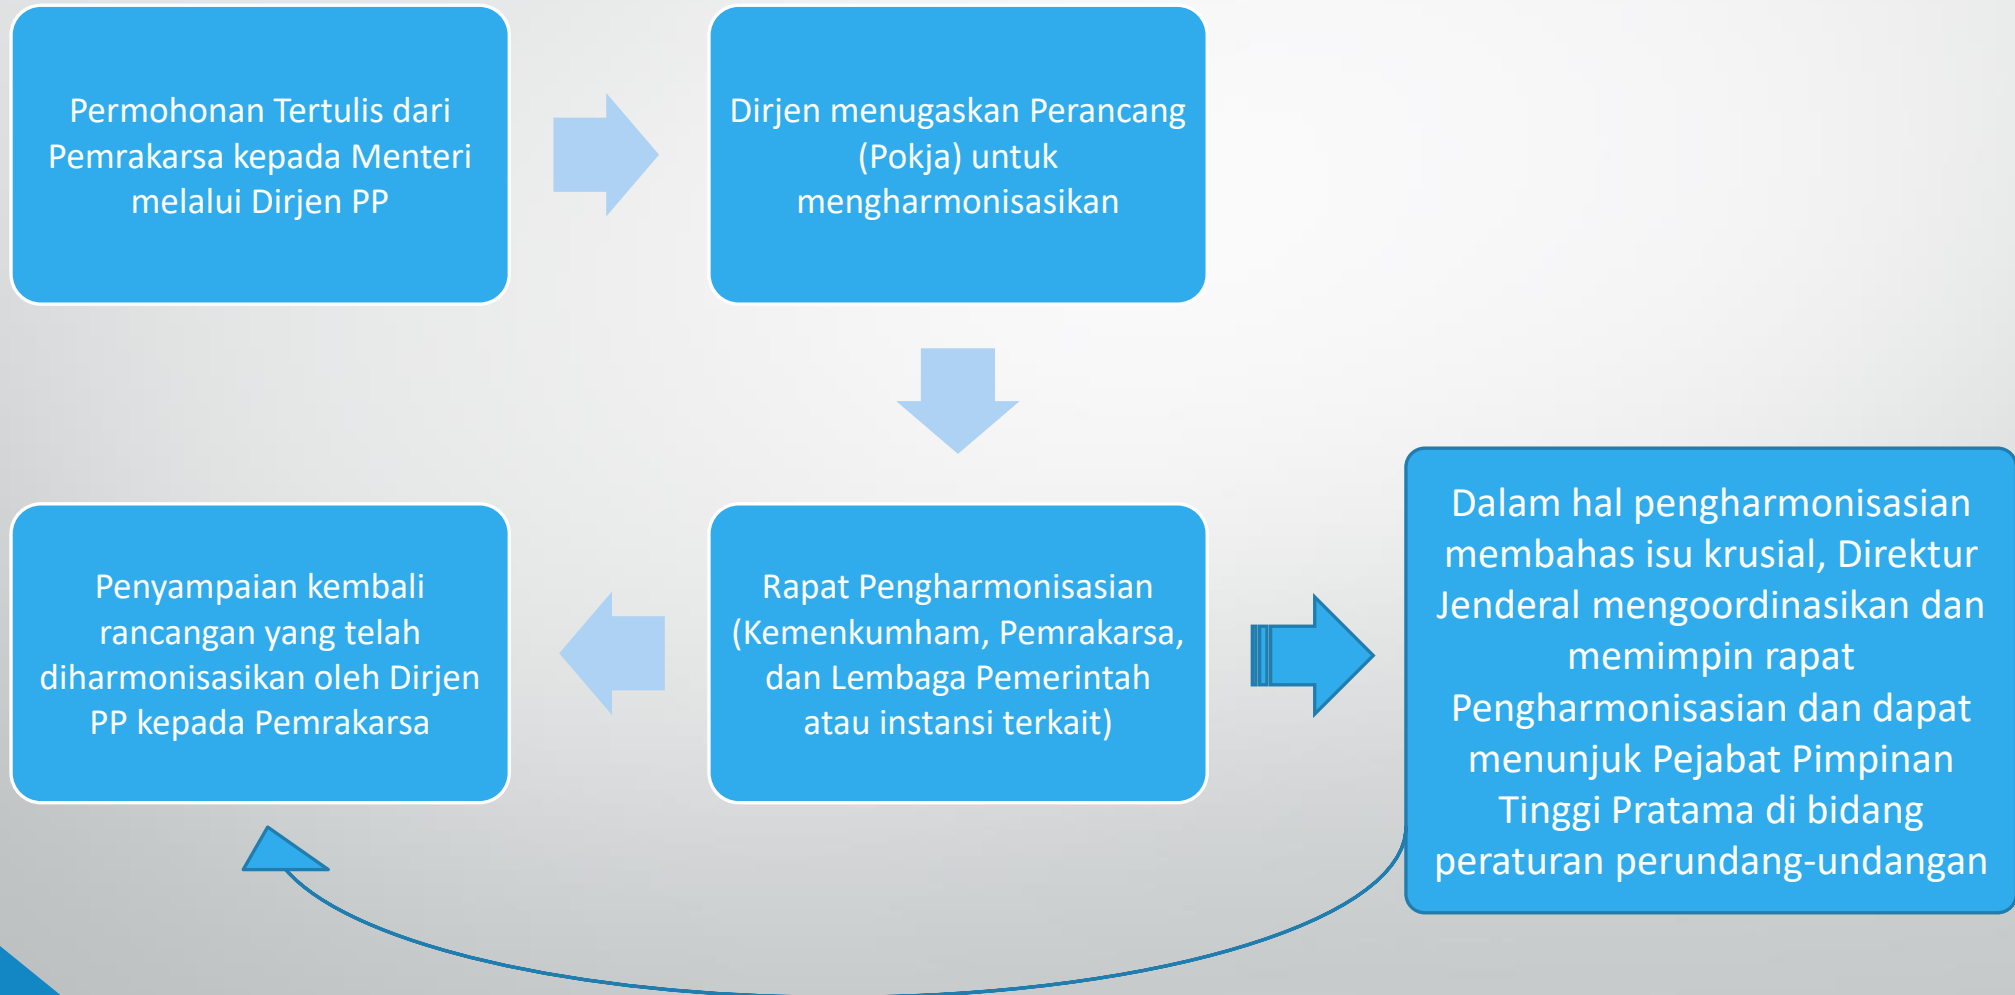 Permohonan Tertulis dari
Pemrakarsa kepada Menteri
melalui Dirjen PP
Dirjen menugaskan Perancang
(Pokja) untuk
mengharmonisasikan
Rapat Pengharmonisasian
(Kemenkumham, Pemrakarsa,
dan Lembaga Pemerintah
atau instansi terkait)
Dalam hal pengharmonisasian
membahas isu krusial, Direktur
Jenderal mengoordinasikan dan
memimpin rapat
Pengharmonisasian dan dapat
menunjuk Pejabat Pimpinan
Tinggi Pratama di bidang
peraturan perundang-undangan
Penyampaian kembali
rancangan yang telah
diharmonisasikan oleh Dirjen
PP kepada Pemrakarsa